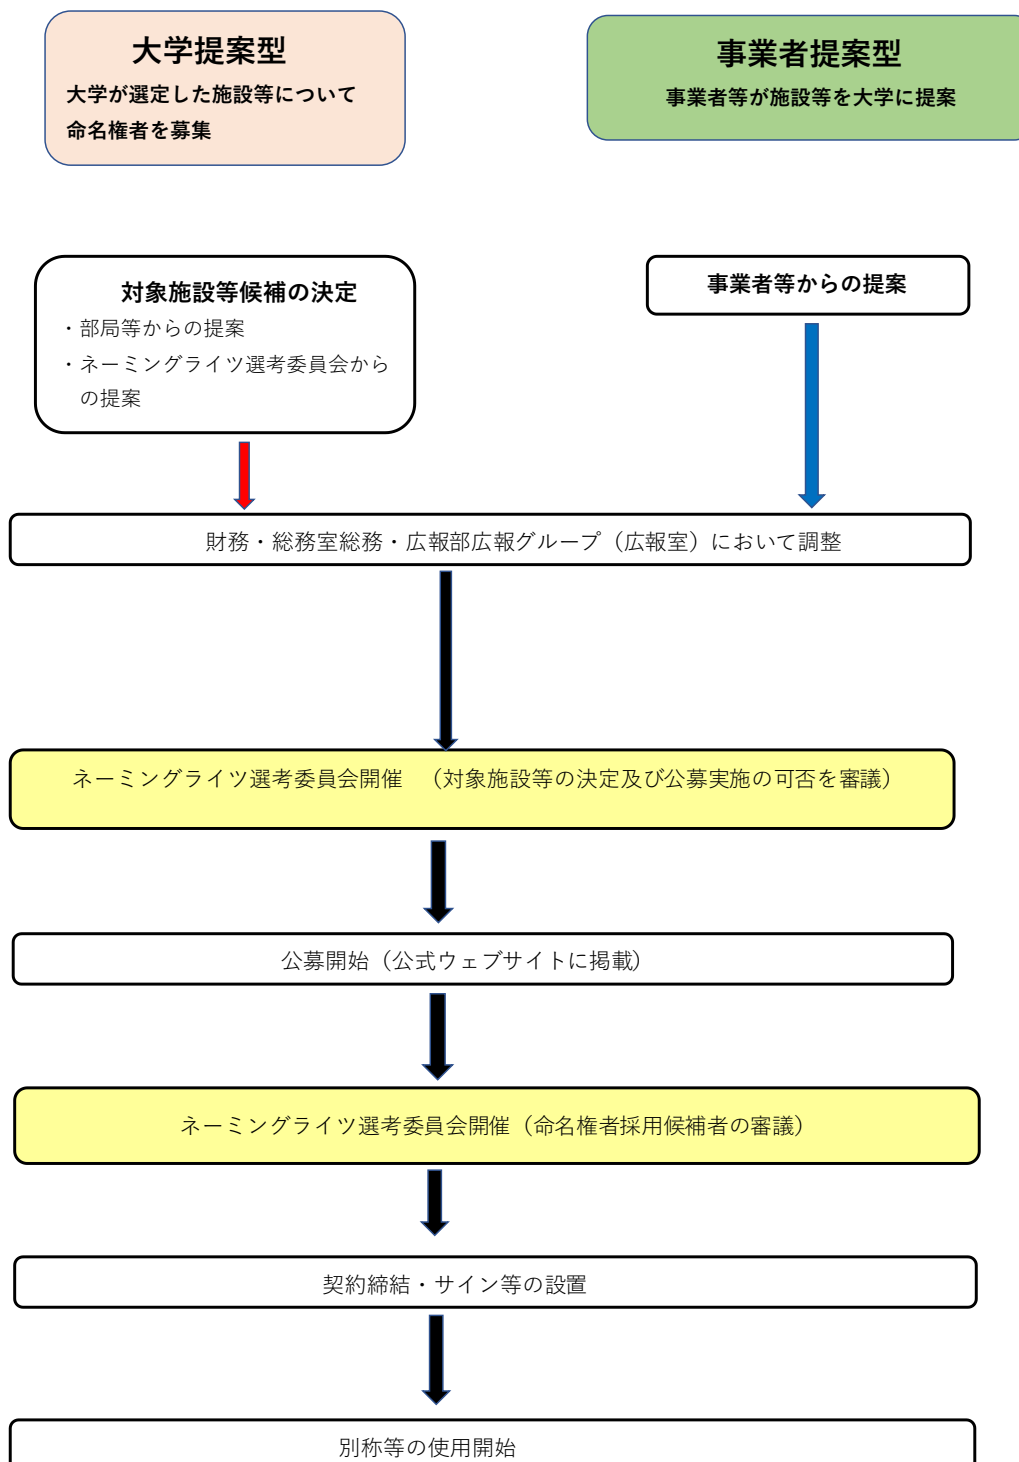 大学提案型
大学が選定した施設等について
命名権者を募集
事業者提案型
事業者等が施設等を大学に提案
対象施設等候補の決定
・部局等からの提案
・ネーミングライツ選考委員会から
の提案
事業者等からの提案
財務・総務室総務・広報部広報グループ（広報室）において調整
ネーミングライツ選考委員会開催　（対象施設等の決定及び公募実施の可否を審議）
公募開始（公式ウェブサイトに掲載）
ネーミングライツ選考委員会開催（命名権者採用候補者の審議）
契約締結・サイン等の設置
別称等の使用開始